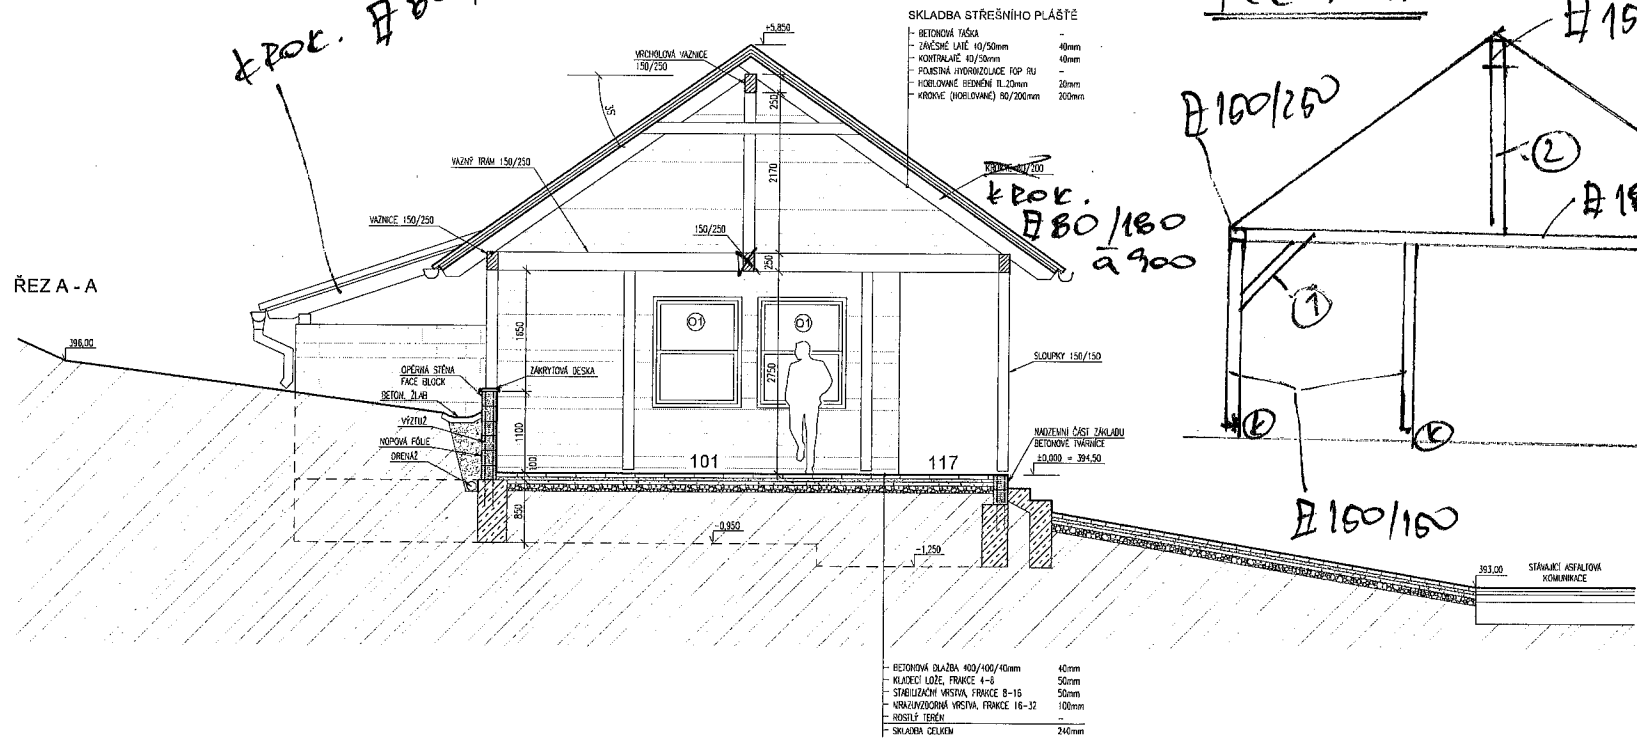 KROK.
SKLADBA STŘEŠNÍHO PLÁŠTĚ
- BETONOVÁ TAŠKA -
- ZÁVĚSNÉ LATĚ 40/50mm 40mm
- KONTRALATĚ 40/50mm 40mm
- POJISTNÁ HYDROIZOLACE TOP RU -
- HOBLOVANÉ BEDNĚNÍ TL.20mm 20mm
- KROKVE (HOBLOVANÉ) 80/200mm 200mm
+5,850
VRCHOLOVÁ VAZNICE
150/250
250
35
VAZNÝ TRÁM 150/250
2170
KROK.
80/180
á 900
VAZNICE 150/250
150/250
250
ŘEZ A - A
396,00
1650
O1
O1
2750
SLOUPKY 150/150
OPĚRNÁ STĚNA
FACE BLOCK
ZÁKRYTOVÁ DESKA
BETON. ŽLAB
VÝZTUŽ
NOPOVÁ FÓLIE
DRENÁŽ
1100
100
850
101
117
NADZEMNÍ ČÁST ZÁKLADU
BETONOVÉ TVÁRNICE
±0,000 = 394,50
-0,950
-1,250
150/250
2
1
K
K
150/150
393,00
STÁVAJÍCÍ ASFALTOVÁ
KOMUNIKACE
- BETONOVÁ DLAŽBA 400/400/40mm 40mm
- KLADECÍ LOŽE, FRAKCE 4-8 50mm
- STABILIZAČNÍ VRSTVA, FRAKCE 8-16 50mm
- MRAZUVZDORNÁ VRSTVA, FRAKCE 16-32 100mm
- ROSTLÝ TERÉN -
- SKLADBA CELKEM 240mm